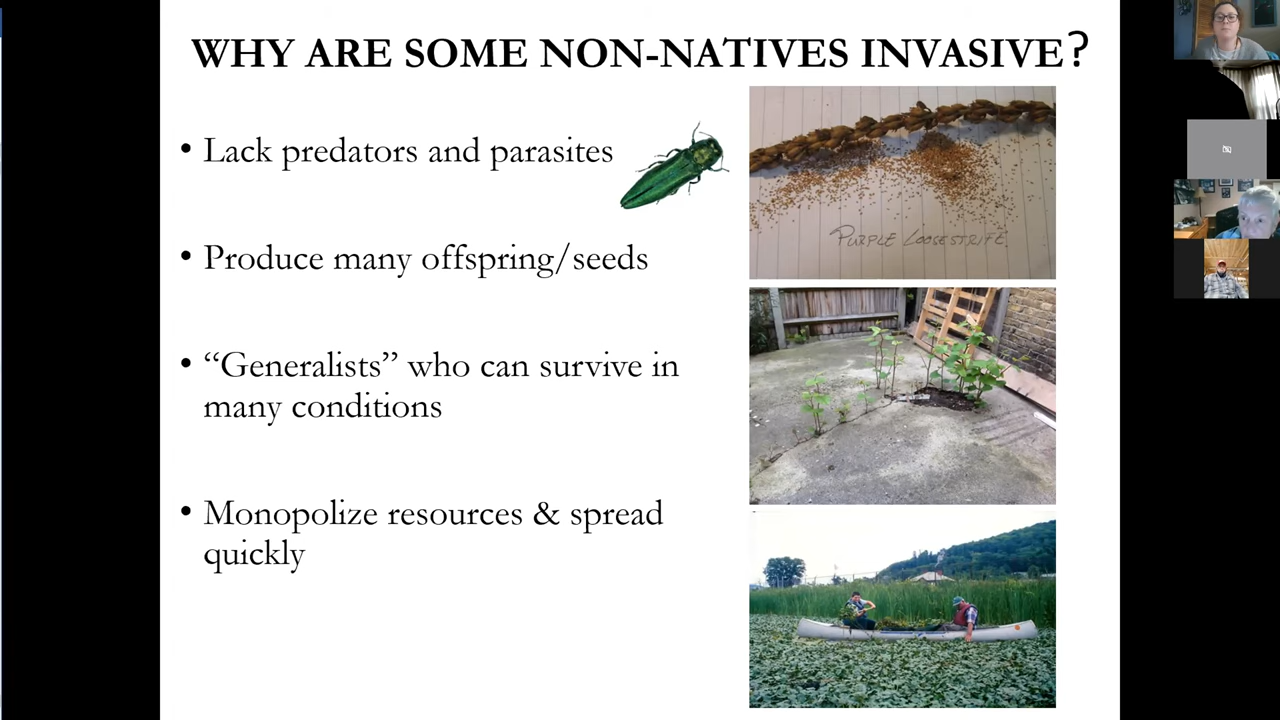 WHY ARE SOME NON-NATIVES INVASIVE?
• Lack predators and parasites
• Produce many offspring/seeds
• “Generalists” who can survive in
many conditions
• Monopolize resources & spread
quickly
PURPLE LOOSESTRIFE